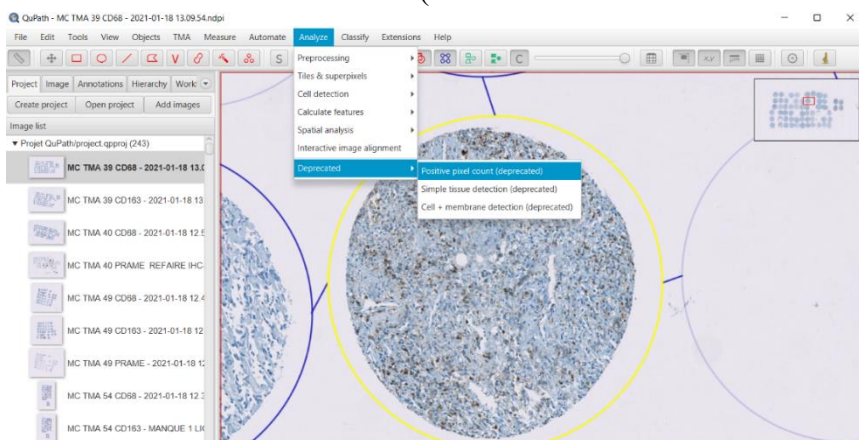 QuPath - MC TMA 39 CD68 - 2021-01-18 13.09.54.ndpi
File Edit Tools View Objects TMA Measure Automate Analyze Classify Extensions Help
S
C
Project Image Annotations Hierarchy Work
Create project Open project Add images
Image list
Projet QuPath/project.qpproj (243)
MC TMA 39 CD68 - 2021-01-18 13.0
MC TMA 39 CD163 - 2021-01-18 13
MC TMA 40 CD68 - 2021-01-18 12.5
MC TMA 40 PRAME REFAIRE IHC-
MC TMA 49 CD68 - 2021-01-18 12.4
MC TMA 49 CD163 - 2021-01-18 12
MC TMA 49 PRAME - 2021-01-18 12
MC TMA 54 CD68 - 2021-01-18 12.3
MC TMA 54 CD163 - MANQUE 1 LI
Preprocessing
Tiles & superpixels
Cell detection
Calculate features
Spatial analysis
Interactive image alignment
Deprecated
Positive pixel count (deprecated)
Simple tissue detection (deprecated)
Cell + membrane detection (deprecated)